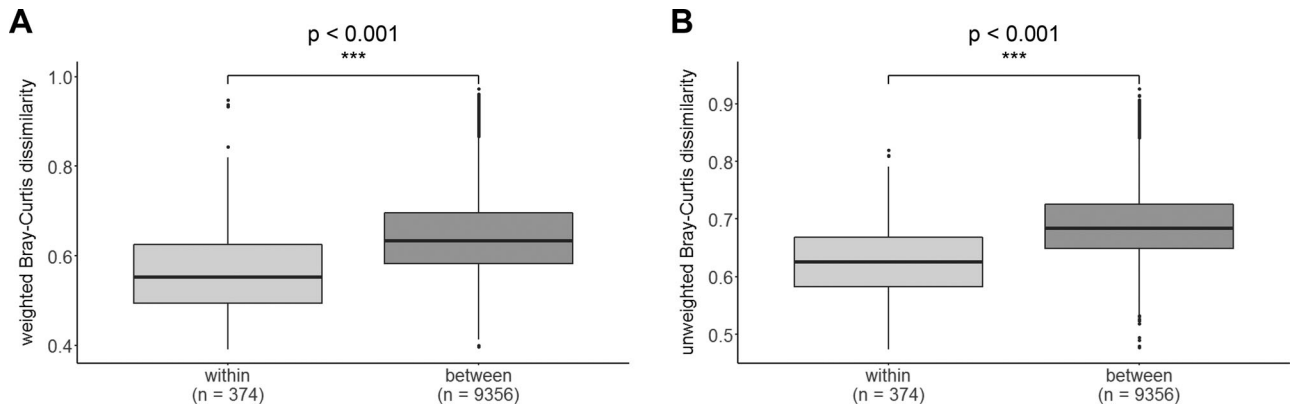 A
p < 0.001
***
weighted Bray-Curtis dissimilarity
1.0
0.8
0.6
0.4
within
(n = 374)
between
(n = 9356)
B
p < 0.001
***
unweighted Bray-Curtis dissimilarity
0.9
0.8
0.7
0.6
0.5
within
(n = 374)
between
(n = 9356)